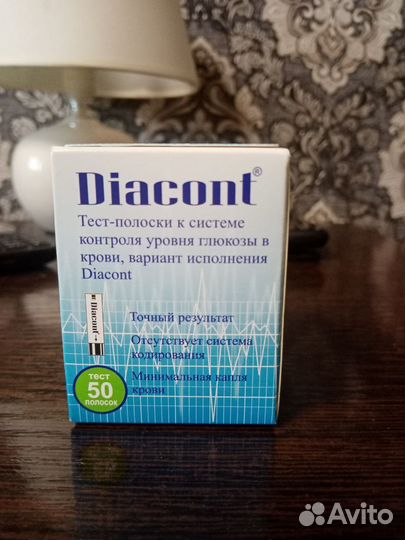 Diacont®
Тест-полоски к системе
контроля уровня глюкозы в
крови, вариант исполнения
Diacont
Diacont
Точный результат
Отсутствует система
кодирования
Минимальная капля
крови
тест
50
полосок
Avito